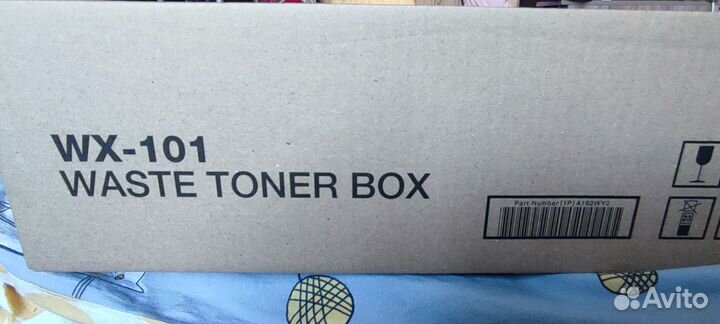 WX-101
WASTE TONER BOX
Part Number (1P) A162WY2
Avito